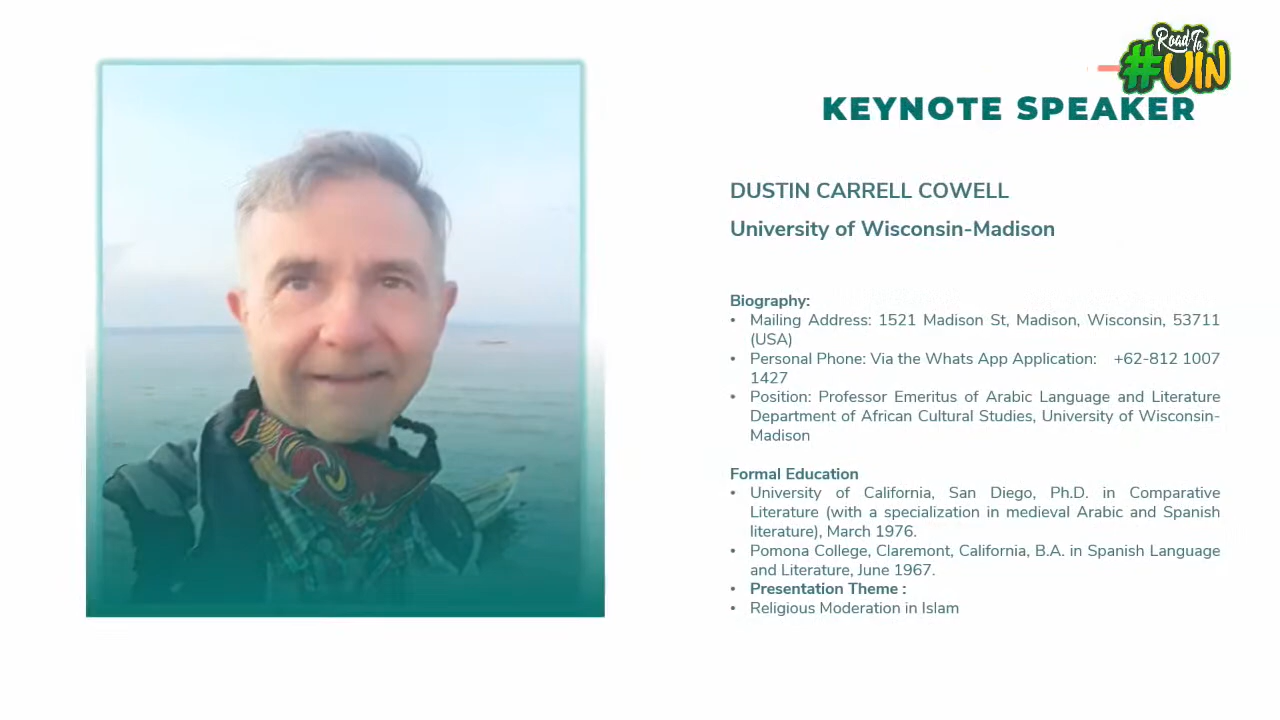 Road To
#UIN
KEYNOTE SPEAKER
DUSTIN CARRELL COWELL
University of Wisconsin-Madison
Biography:
• Mailing Address: 1521 Madison St, Madison, Wisconsin, 53711
(USA)
• Personal Phone: Via the Whats App Application: +62-812 1007
1427
• Position: Professor Emeritus of Arabic Language and Literature
Department of African Cultural Studies, University of Wisconsin-
Madison
Formal Education
• University of California, San Diego, Ph.D. in Comparative
Literature (with a specialization in medieval Arabic and Spanish
literature), March 1976.
• Pomona College, Claremont, California, B.A. in Spanish Language
and Literature, June 1967.
• Presentation Theme :
• Religious Moderation in Islam